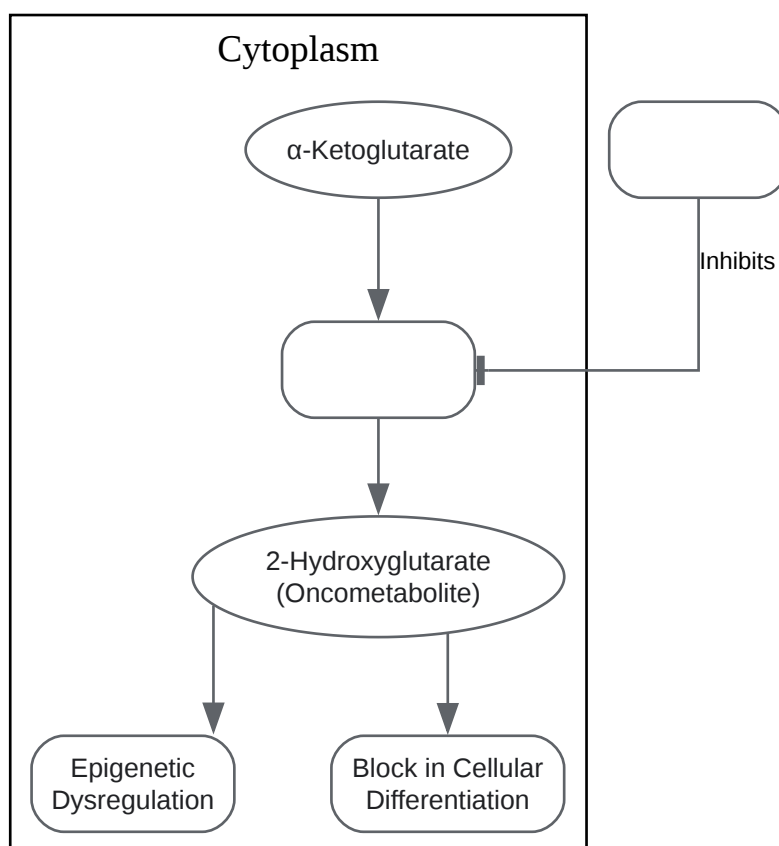 Cytoplasm
α-Ketoglutarate
Inhibits
2-Hydroxyglutarate
(Oncometabolite)
Epigenetic
Dysregulation
Block in Cellular
Differentiation